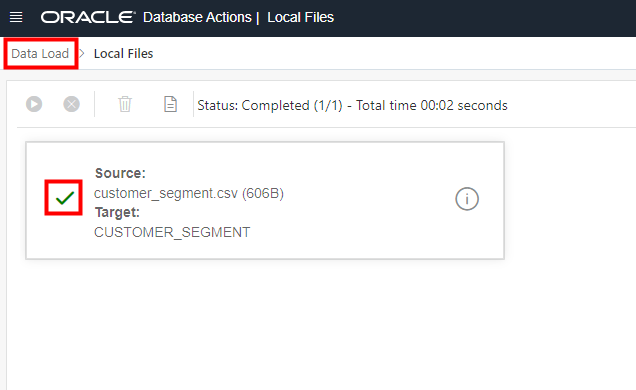 ORACLE Database Actions | Local Files
Data Load > Local Files
Status: Completed (1/1) - Total time 00:02 seconds
Source:
customer_segment.csv (606B)
Target:
CUSTOMER_SEGMENT